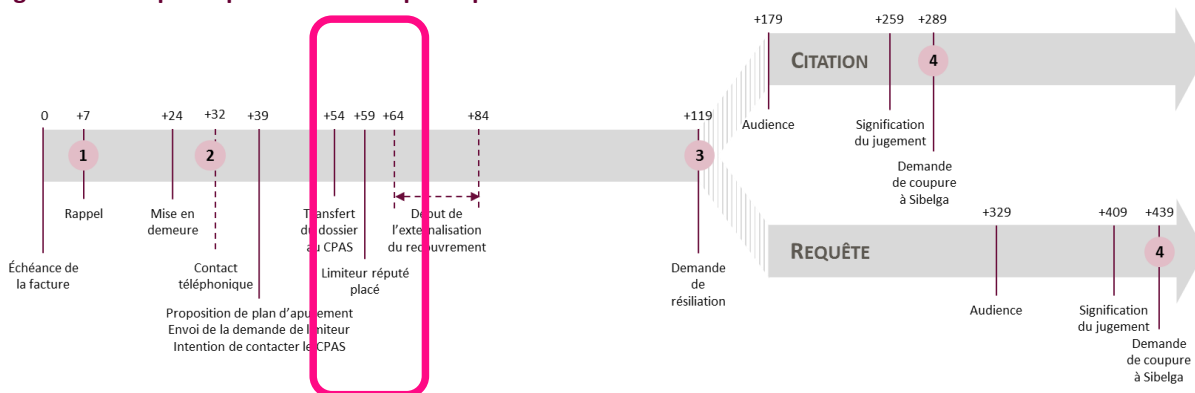 +179
+259
+289
CITATION
4
Audience
Signification
du jugement
Demande
de coupure
à Sibelga
0
+7
+24
+32
+39
+54
+59
+64
+84
+119
1
2
3
Rappel
Mise en
demeure
Transfert
du dossier
au CPAS
Début de
l'externalisation
du recouvrement
Échéance de
la facture
Contact
téléphonique
Limiteur réputé
placé
Demande
de
résiliation
Proposition de plan d'apurement
Envoi de la demande de limiteur
Intention de contacter le CPAS
+329
+409
+439
REQUÊTE
4
Audience
Signification
du jugement
Demande
de coupure
à Sibelga